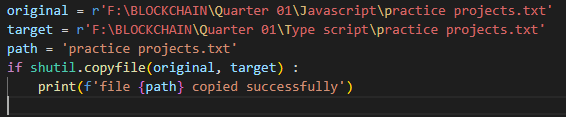 original = r'F:\BLOCKCHAIN\Quarter 01\Javascript\practice projects.txt'
target = r'F:\BLOCKCHAIN\Quarter 01\Type script\practice projects.txt'
path = 'practice projects.txt'
if shutil.copyfile(original, target) :
    print(f'file {path} copied successfully')